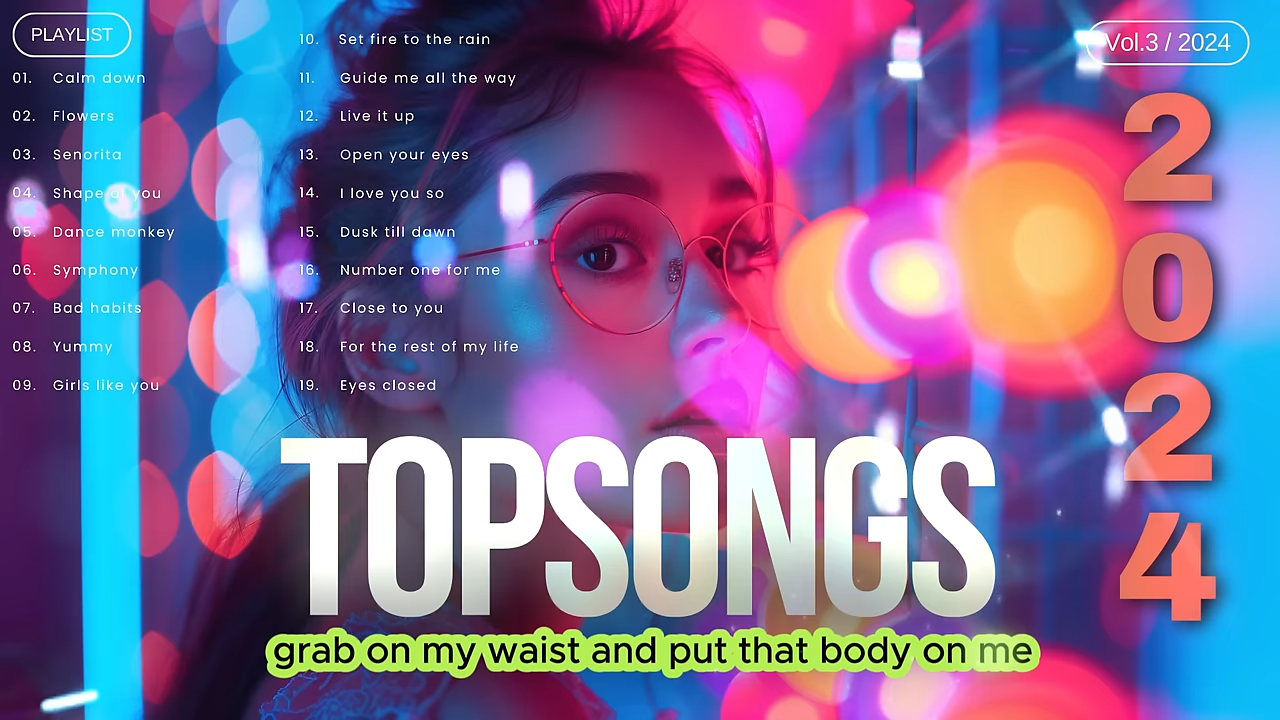 PLAYLIST
01. Calm down
02. Flowers
03. Senorita
04. Shape of you
05. Dance monkey
06. Symphony
07. Bad habits
08. Yummy
09. Girls like you
10. Set fire to the rain
11. Guide me all the way
12. Live it up
13. Open your eyes
14. I love you so
15. Dusk till dawn
16. Number one for me
17. Close to you
18. For the rest of my life
19. Eyes closed
Vol.3 / 2024
2024
TOPSONGS
grab on my waist and put that body on me